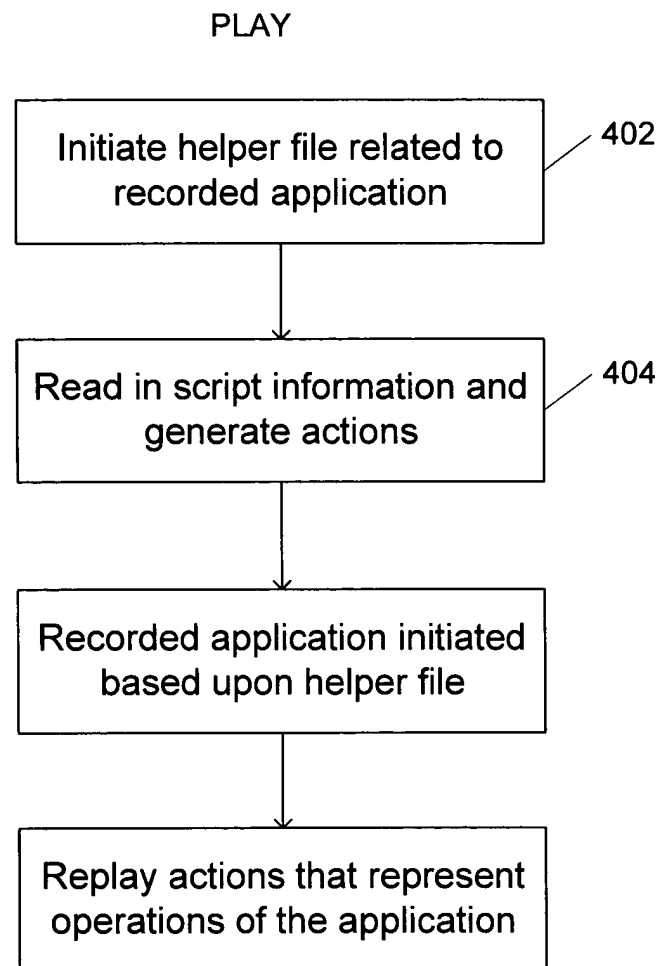 PLAY
Initiate helper file related to
recorded application
402
Read in script information and
generate actions
404
Recorded application initiated
based upon helper file
Replay actions that represent
operations of the application